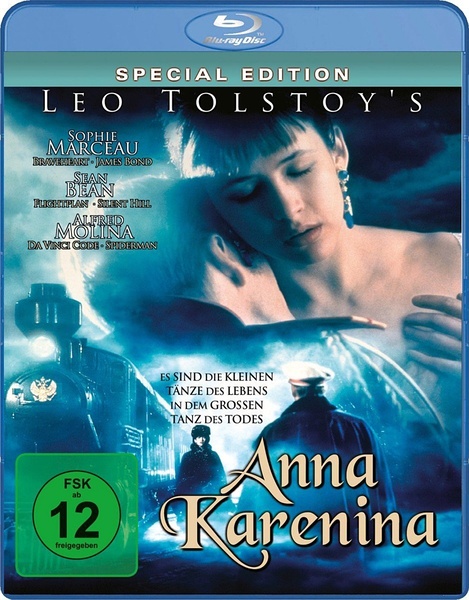 Blu-ray Disc™
SPECIAL EDITION
LEO TOLSTOY'S
SOPHIE
MARCEAU
BRAVEHEART · JAMES BOND
SEAN
BEAN
FLIGHTPLAN · SILENT HILL
ALFRED
MOLINA
DA VINCI CODE · SPIDERMAN
ES SIND DIE KLEINEN
TÄNZE DES LEBENS
IN DEM GROSSEN
TANZ DES TODES
Anna
Karenina
FSK
ab
12
freigegeben